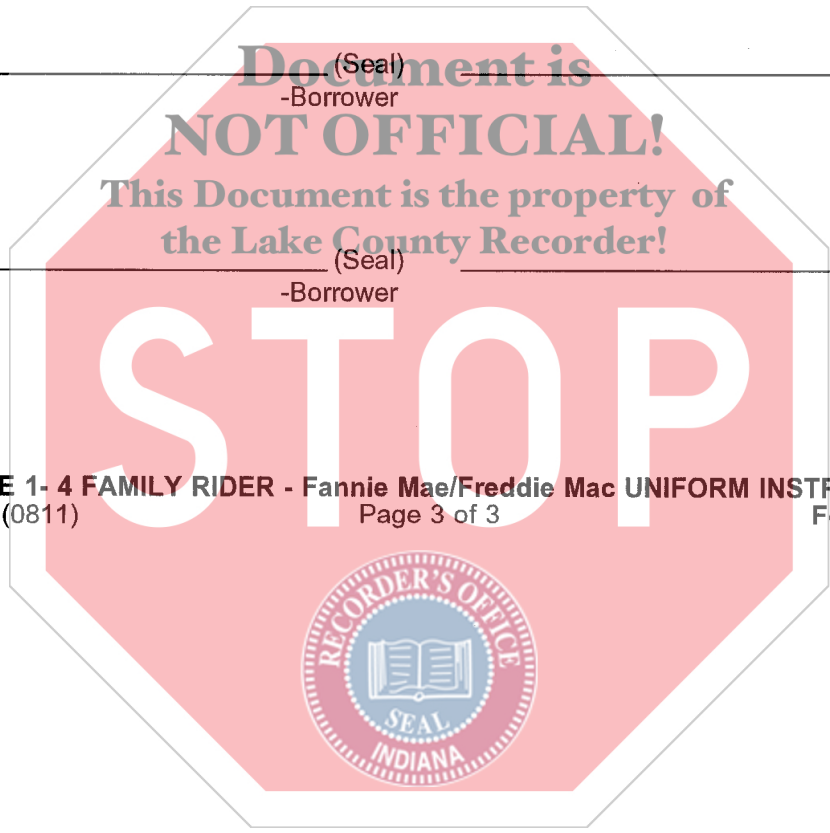 Document is
(Seal)
-Borrower
NOT OFFICIAL!
This Document is the property of
the Lake County Recorder!
(Seal)
-Borrower
STOP
E 1- 4 FAMILY RIDER - Fannie Mae/Freddie Mac UNIFORM INST
(0811) Page 3 of 3
RECORDER'S OFFICE
SEAL
INDIANA